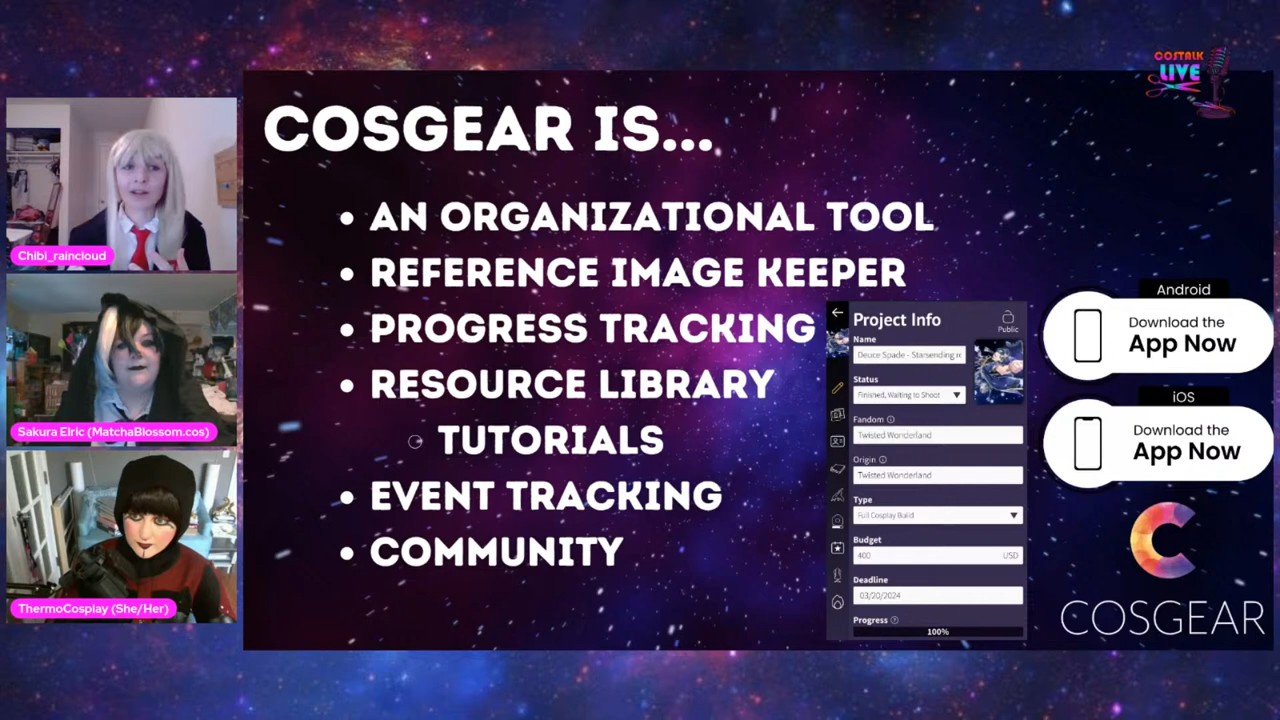 COSTALK
LIVE
COSGEAR IS...
• AN ORGANIZATIONAL TOOL
• REFERENCE IMAGE KEEPER
• PROGRESS TRACKING
• RESOURCE LIBRARY
TUTORIALS
• EVENT TRACKING
• COMMUNITY
Chibi_raincloud
Sakura Elric (MatchaBlossom.cos)
ThermoCosplay (She/Her)
Project Info
Public
Name
Deuce Spade - Starsending
Status
Finished, Waiting to Shoot
Fandom
Twisted Wonderland
Origin
Twisted Wonderland
Type
Full Cosplay Build
Budget
400 USD
Deadline
03/20/2024
Progress
100%
Android
Download the
App Now
iOS
Download the
App Now
COSGEAR